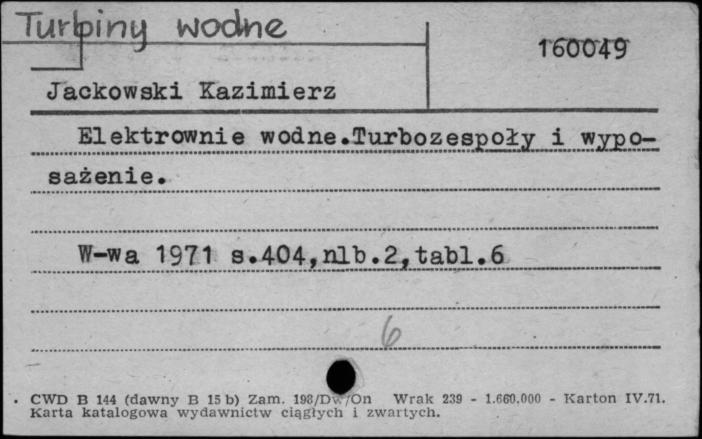 Turbiny wodne
160049
Jackowski Kazimierz
Elektrownie wodne.Turbozespoły i wypo-
sażenie.
W-wa 1971 s.404,nlb.2,tabl.6
6
CWD B 144 (dawny B 15 b) Zam. 198/Dw/On Wrak 239 - 1.660.000 - Karton IV.71.
Karta katalogowa wydawnictw ciągłych i zwartych.